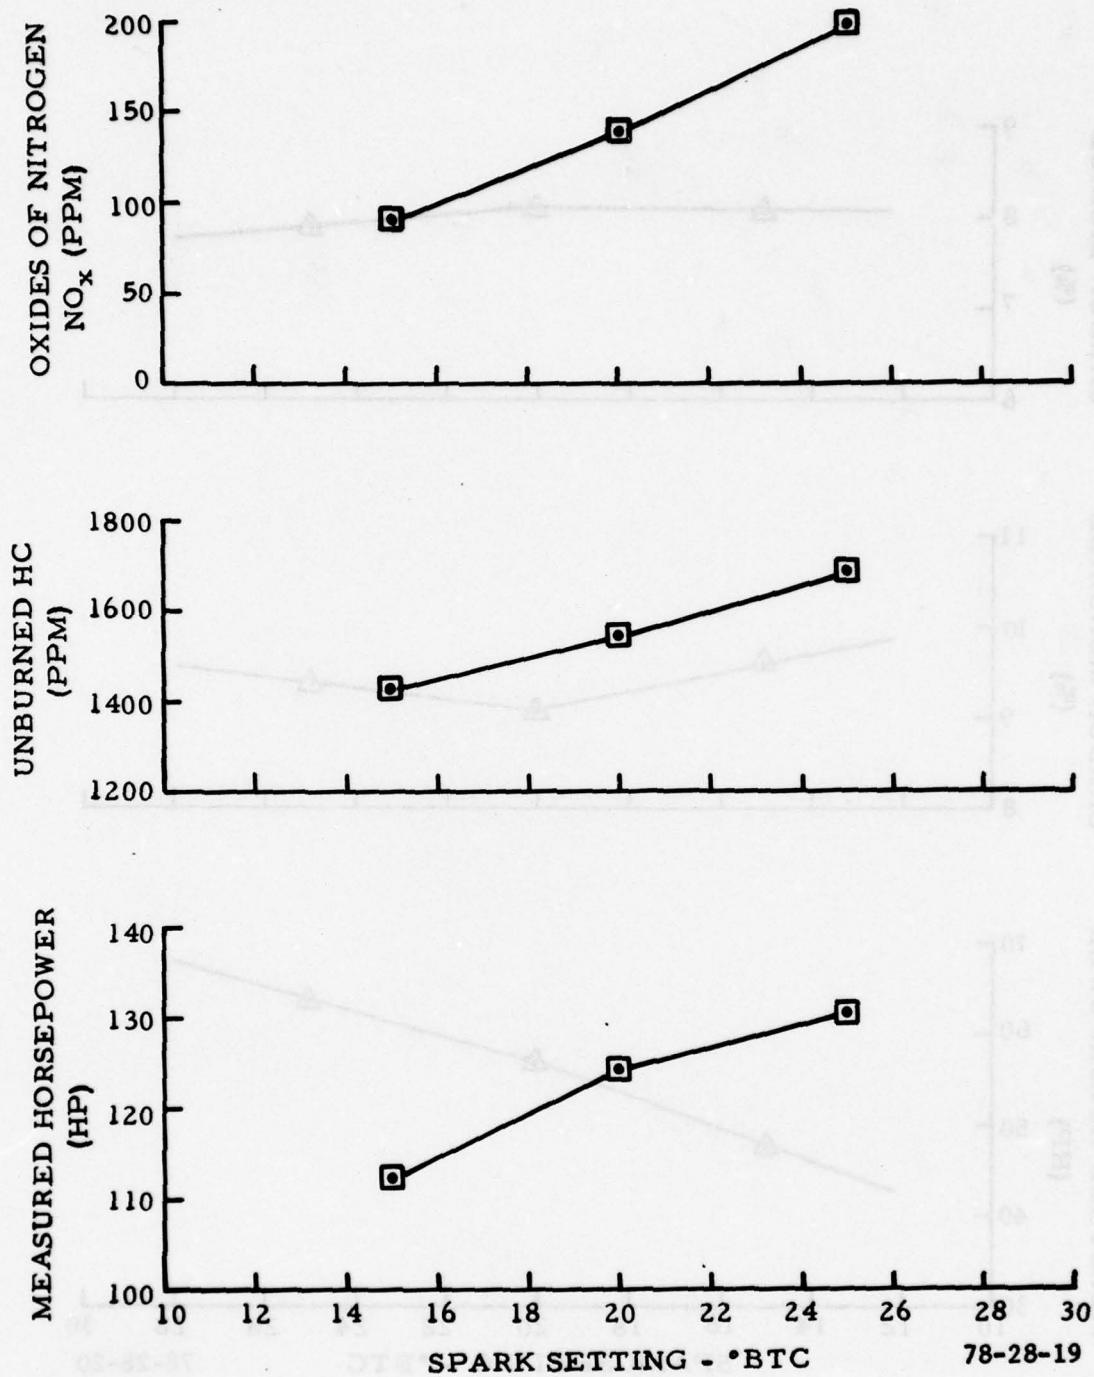 OXIDES OF NITROGEN
NOx (PPM)
200
150
100
50
0
UNBURNED HC
(PPM)
1800
1600
1400
1200
MEASURED HORSEPOWER
(HP)
140
130
120
110
100
10 12 14 16 18 20 22 24 26 28 30
SPARK SETTING - °BTC
78-28-19